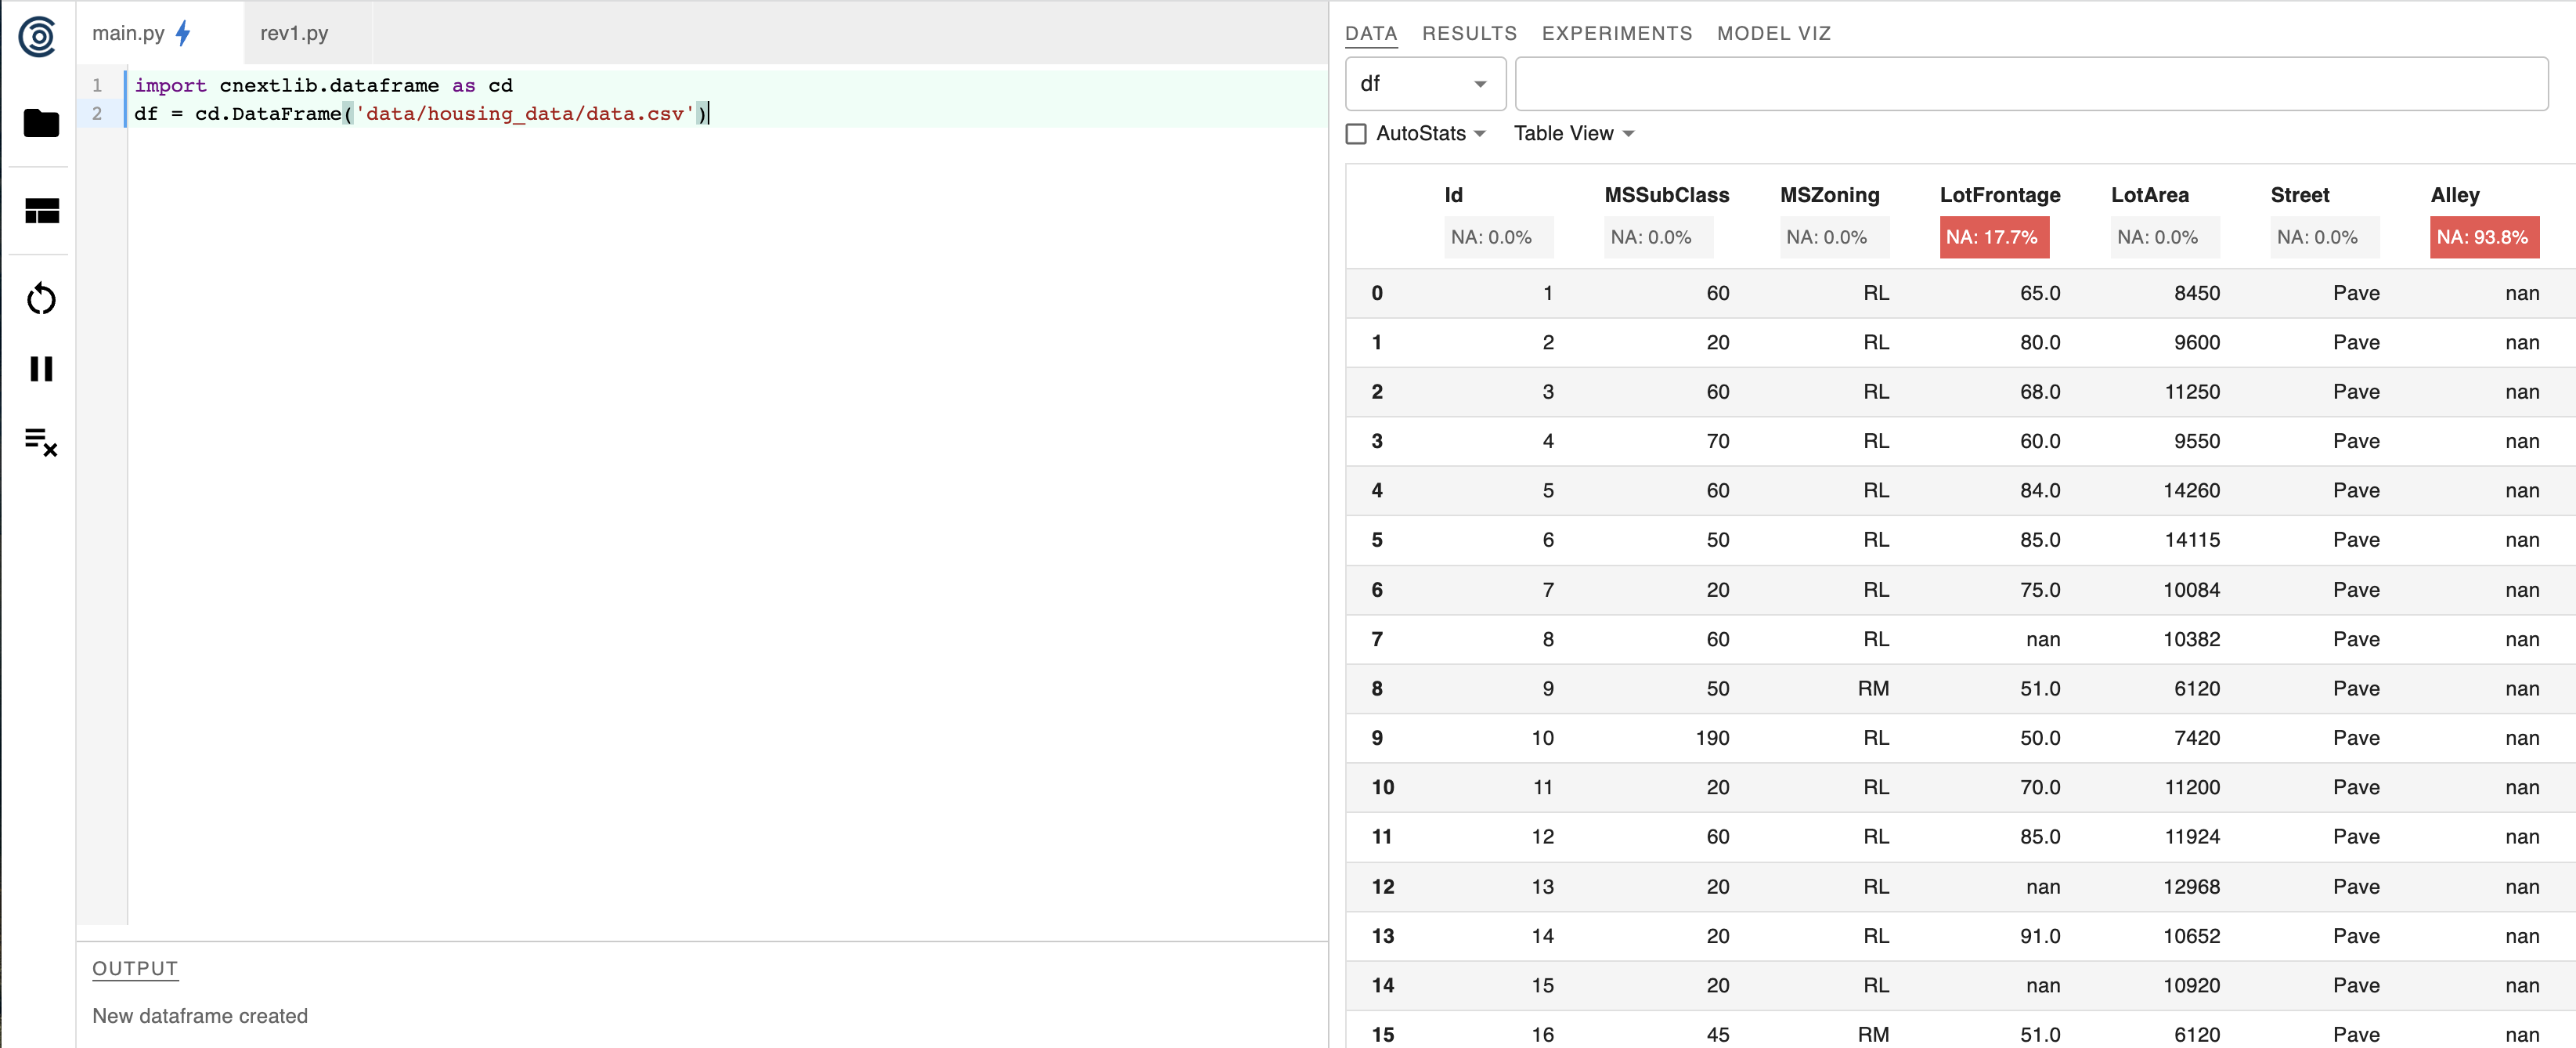 main.py rev1.py
1 import cnextlib.dataframe as cd
2 df = cd.DataFrame('data/housing_data/data.csv')
OUTPUT
New dataframe created
DATA RESULTS EXPERIMENTS MODEL VIZ
df
AutoStats Table View
Id MSSubClass MSZoning LotFrontage LotArea Street Alley
NA: 0.0% NA: 0.0% NA: 0.0% NA: 17.7% NA: 0.0% NA: 0.0% NA: 93.8%
0 1 60 RL 65.0 8450 Pave nan
1 2 20 RL 80.0 9600 Pave nan
2 3 60 RL 68.0 11250 Pave nan
3 4 70 RL 60.0 9550 Pave nan
4 5 60 RL 84.0 14260 Pave nan
5 6 50 RL 85.0 14115 Pave nan
6 7 20 RL 75.0 10084 Pave nan
7 8 60 RL nan 10382 Pave nan
8 9 50 RM 51.0 6120 Pave nan
9 10 190 RL 50.0 7420 Pave nan
10 11 20 RL 70.0 11200 Pave nan
11 12 60 RL 85.0 11924 Pave nan
12 13 20 RL nan 12968 Pave nan
13 14 20 RL 91.0 10652 Pave nan
14 15 20 RL nan 10920 Pave nan
15 16 45 RM 51.0 6120 Pave nan